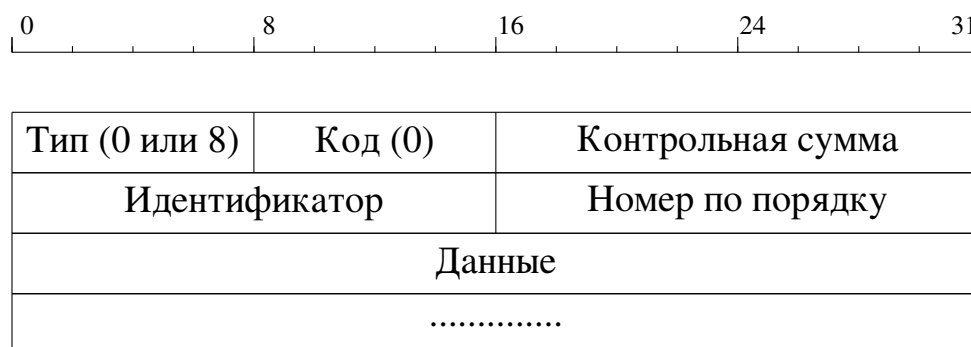 0 8 16 24 31
Тип (0 или 8) Код (0) Контрольная сумма
Идентификатор Номер по порядку
Данные
..............